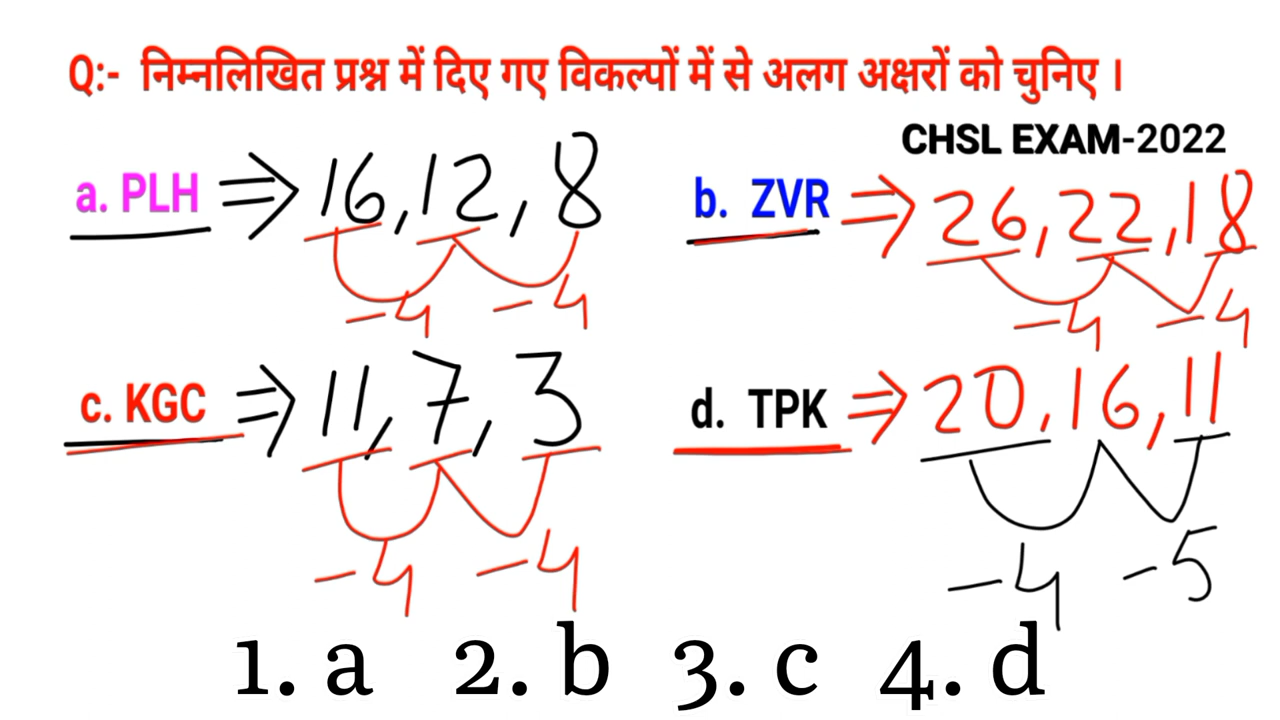 Q:- निम्नलिखित प्रश्न में दिए गए विकल्पों में से अलग अक्षरों को चुनिए ।
CHSL EXAM-2022
a. PLH ⇒ 16, 12, 8
-4 -4
b. ZVR ⇒ 26, 22, 18
-4 -4
c. KGC ⇒ 11, 7, 3
-4 -4
d. TPK ⇒ 20, 16, 11
-4 -5
1. a 2. b 3. c 4. d